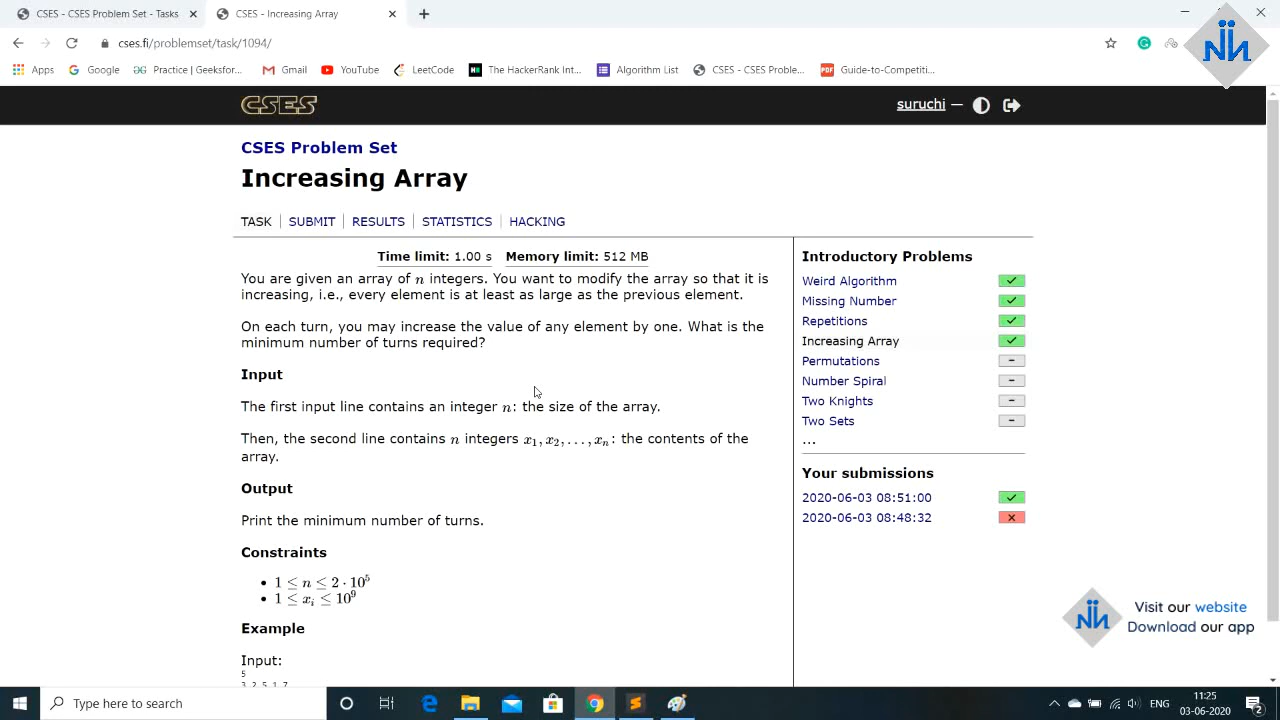 CSES - CSES Problem Set - Tasks
CSES - Increasing Array
cses.fi/problemset/task/1094/
Apps
Google
Practice | Geeksfor...
Gmail
YouTube
LeetCode
The HackerRank Int...
Algorithm List
CSES - CSES Proble...
Guide-to-Competiti...
CSES
suruchi —
CSES Problem Set
Increasing Array
TASK | SUBMIT | RESULTS | STATISTICS | HACKING
Time limit: 1.00 s Memory limit: 512 MB
You are given an array of n integers. You want to modify the array so that it is
increasing, i.e., every element is at least as large as the previous element.
On each turn, you may increase the value of any element by one. What is the
minimum number of turns required?
Input
The first input line contains an integer n: the size of the array.
Then, the second line contains n integers x₁, x₂, . . . , xₙ: the contents of the
array.
Output
Print the minimum number of turns.
Constraints
• 1 ≤ n ≤ 2 · 10⁵
• 1 ≤ xᵢ ≤ 10⁹
Example
Input:
5
3 2 5 1 7
Introductory Problems
Weird Algorithm
Missing Number
Repetitions
Increasing Array
Permutations
Number Spiral
Two Knights
Two Sets
...
Your submissions
2020-06-03 08:51:00
2020-06-03 08:48:32
Visit our website
Download our app
Type here to search
ENG
11:25
03-06-2020
2